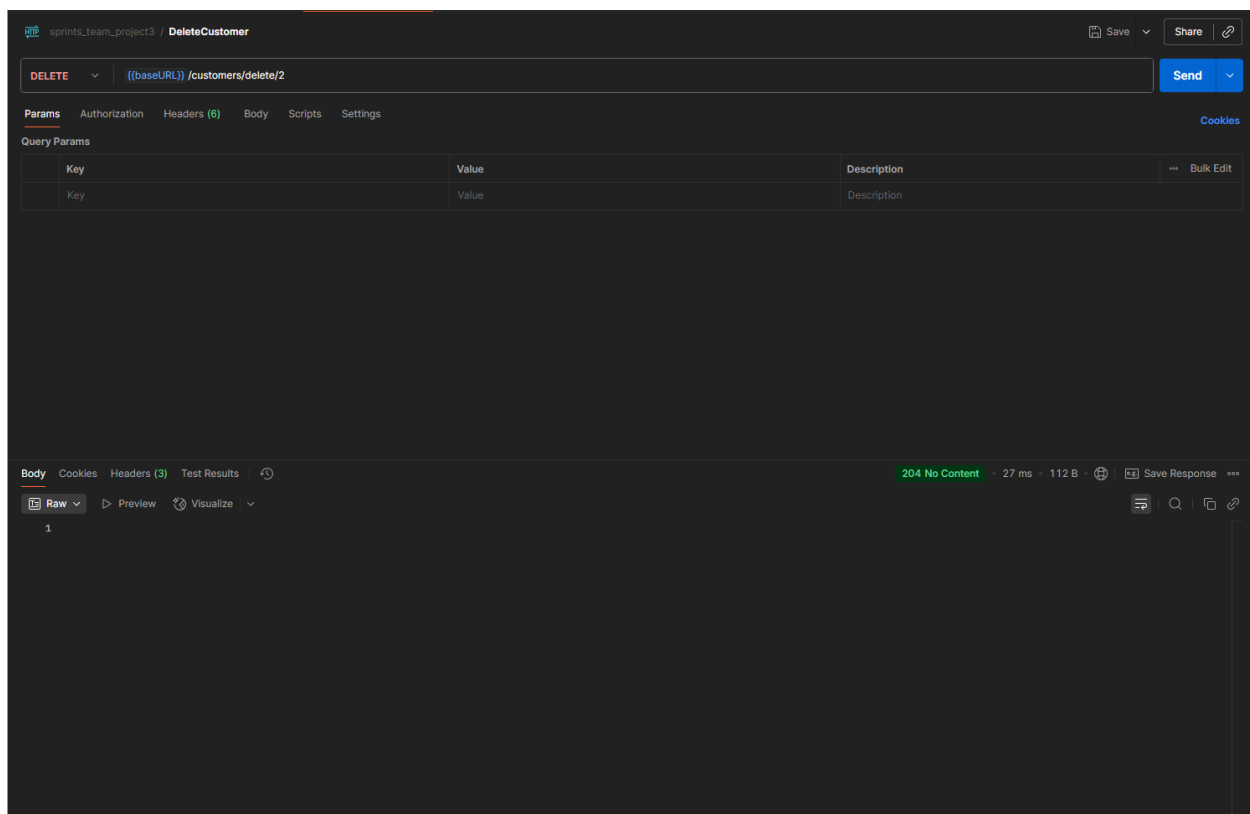 HTTP sprints_team_project3 / DeleteCustomer Save Share
DELETE {{baseURL}} /customers/delete/2 Send
Params Authorization Headers (6) Body Scripts Settings Cookies
Query Params
Key Value Description Bulk Edit
Key Value Description
Body Cookies Headers (3) Test Results 204 No Content 27 ms 112 B e.g. Save Response
Raw Preview Visualize
1